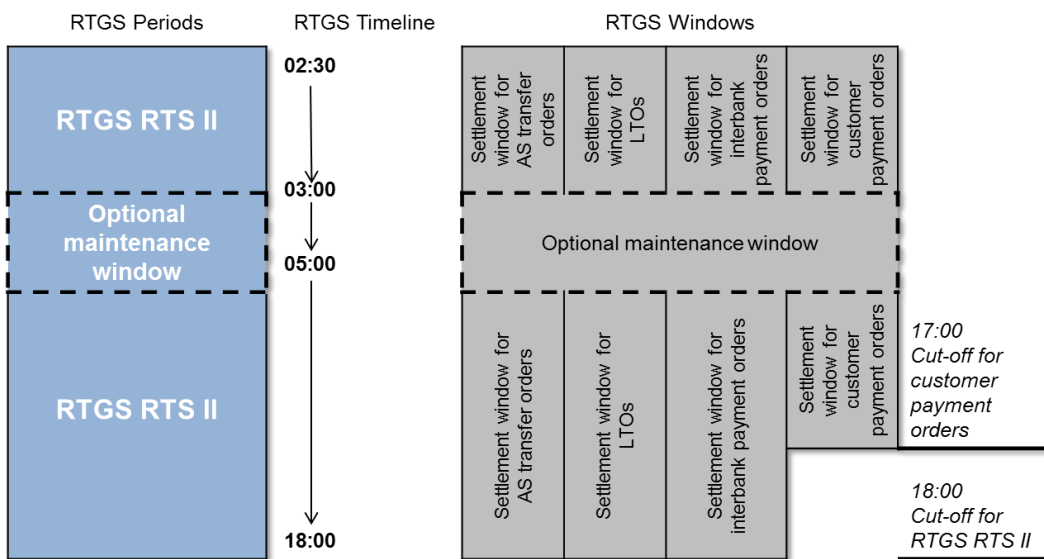 RTGS Periods
RTGS Timeline
RTGS Windows
RTGS RTS II
02:30
Settlement
window for
AS transfer
orders
Settlement
window for
LTOs
Settlement
window for
interbank
payment orders
Settlement
window for
customer
payment orders
03:00
Optional
maintenance
window
Optional maintenance window
05:00
RTGS RTS II
Settlement window for
AS transfer orders
Settlement window for
LTOs
Settlement window for
interbank payment orders
Settlement
window for
customer
payment orders
17:00
Cut-off for
customer
payment
orders
18:00
18:00
Cut-off for
RTGS RTS II